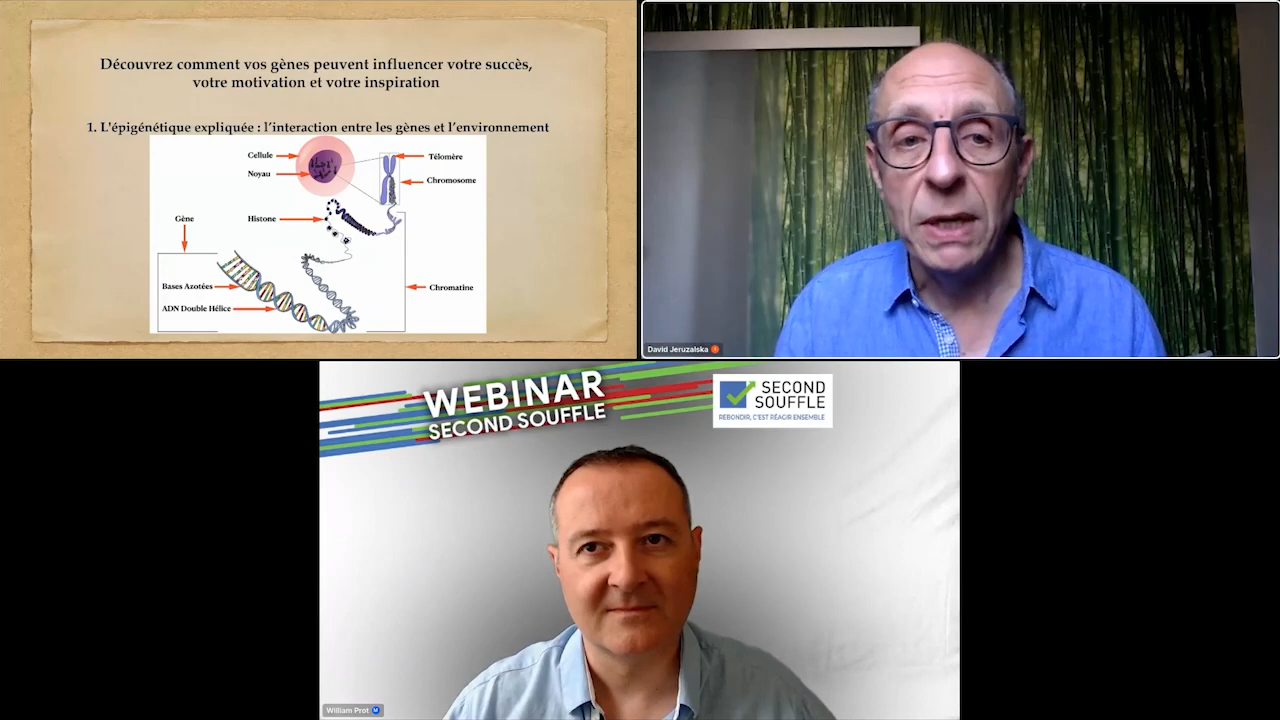 Découvrez comment vos gènes peuvent influencer votre succès,
votre motivation et votre inspiration
1. L'épigénétique expliquée : l’interaction entre les gènes et l’environnement
Cellule
Télomère
Noyau
Chromosome
Gène
Histone
Bases Azotées
Chromatine
ADN Double Hélice
David Jeruzalska
WEBINAR
SECOND SOUFFLE
SECOND
SOUFFLE
REBONDIR, C'EST RÉAGIR ENSEMBLE
William Prot